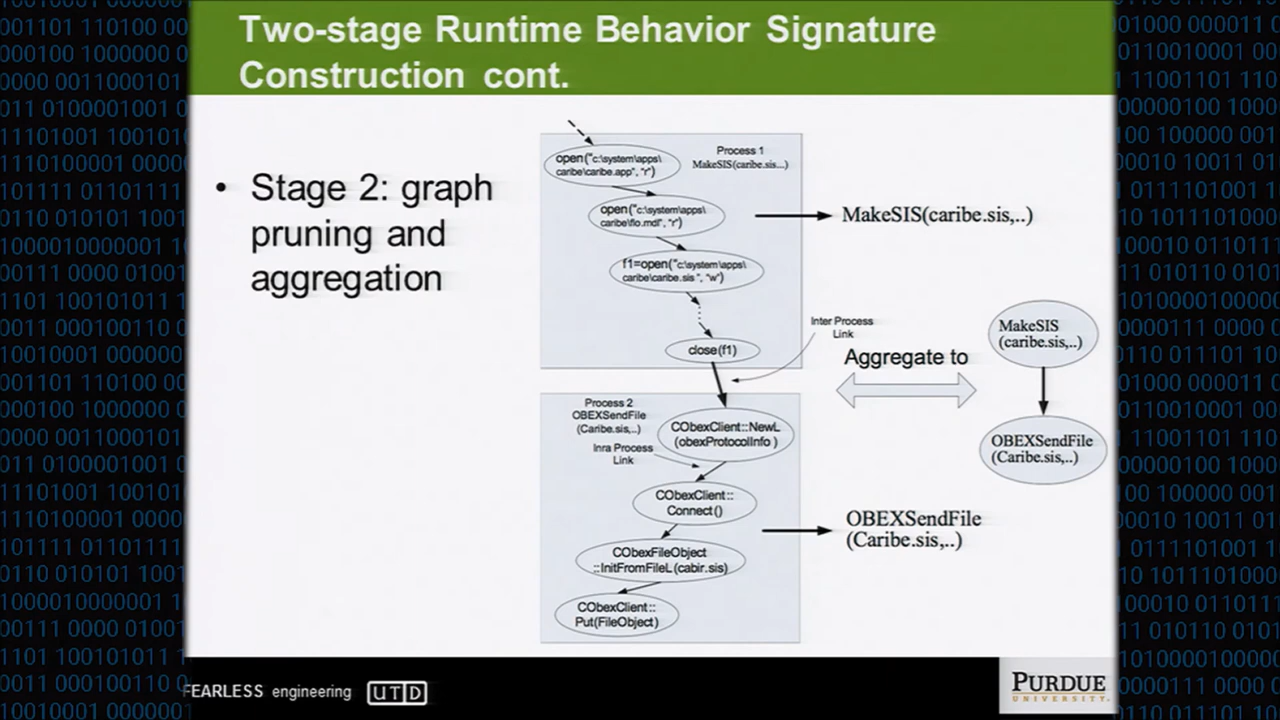 Two-stage Runtime Behavior Signature
Construction cont.
• Stage 2: graph
pruning and
aggregation
Process 1
MakeSIS(caribe.sis...)
open("c:\system\apps\
caribe\caribe.app", "r")
open("c:\system\apps\
caribe\flo.mdl", "r")
f1=open("c:\system\apps\
caribe\caribe.sis ", "w")
close(f1)
MakeSIS(caribe.sis,..)
Inter Process
Link
Aggregate to
MakeSIS
(caribe.sis,..)
OBEXSendFile
(Caribe.sis,..)
Process 2
OBEXSendFile
(Caribe.sis,..)
Inra Process
Link
CObexClient::NewL
(obexProtocolInfo )
CObexClient::
Connect()
CObexFileObject
::InitFromFileL(cabir.sis)
CObexClient::
Put(FileObject)
OBEXSendFile
(Caribe.sis,..)
FEARLESS engineering UTD
PURDUE
UNIVERSITY